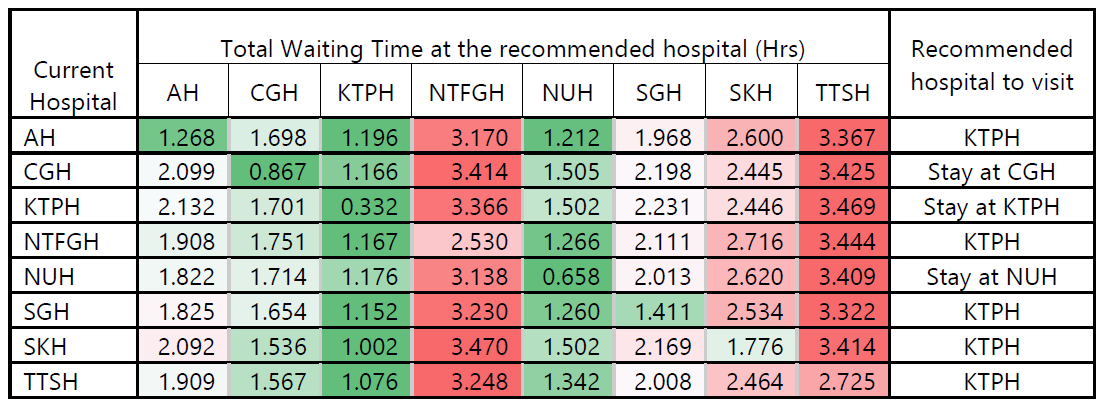 Current Hospital Total Waiting Time at the recommended hospital (Hrs) Recommended hospital to visit
AH CGH KTPH NTFGH NUH SGH SKH TTSH
AH 1.268 1.698 1.196 3.170 1.212 1.968 2.600 3.367 KTPH
CGH 2.099 0.867 1.166 3.414 1.505 2.198 2.445 3.425 Stay at CGH
KTPH 2.132 1.701 0.332 3.366 1.502 2.231 2.446 3.469 Stay at KTPH
NTFGH 1.908 1.751 1.167 2.530 1.266 2.111 2.716 3.444 KTPH
NUH 1.822 1.714 1.176 3.138 0.658 2.013 2.620 3.409 Stay at NUH
SGH 1.825 1.654 1.152 3.230 1.260 1.411 2.534 3.322 KTPH
SKH 2.092 1.536 1.002 3.470 1.502 2.169 1.776 3.414 KTPH
TTSH 1.909 1.567 1.076 3.248 1.342 2.008 2.464 2.725 KTPH